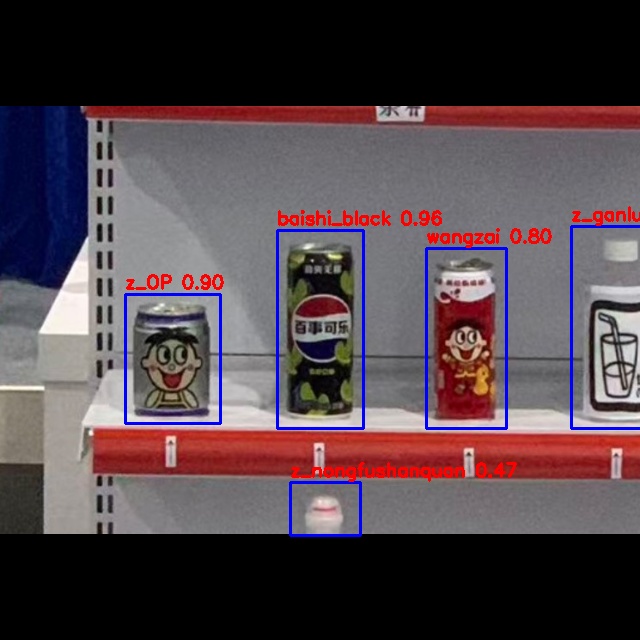 baishi_black 0.96
z_ganlu
wangzai 0.80
z_OP 0.90
百事可乐
z_nongfushanquan 0.47